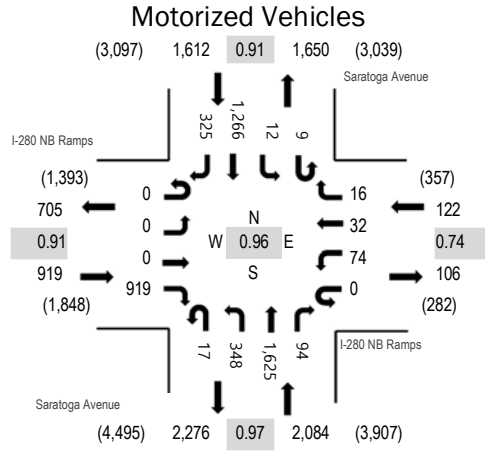 Motorized Vehicles
(3,097) 1,612 0.91 1,650 (3,039)
Saratoga Avenue
325 1,266 12 9
I-280 NB Ramps
(1,393) 0 16 (357)
705 0 32 122
0.91 W N 0.96 S E 0.74
919 0 74 106
(1,848) 919 0 (282)
17 348 1,625 94
I-280 NB Ramps
Saratoga Avenue
(4,495) 2,276 0.97 2,084 (3,907)